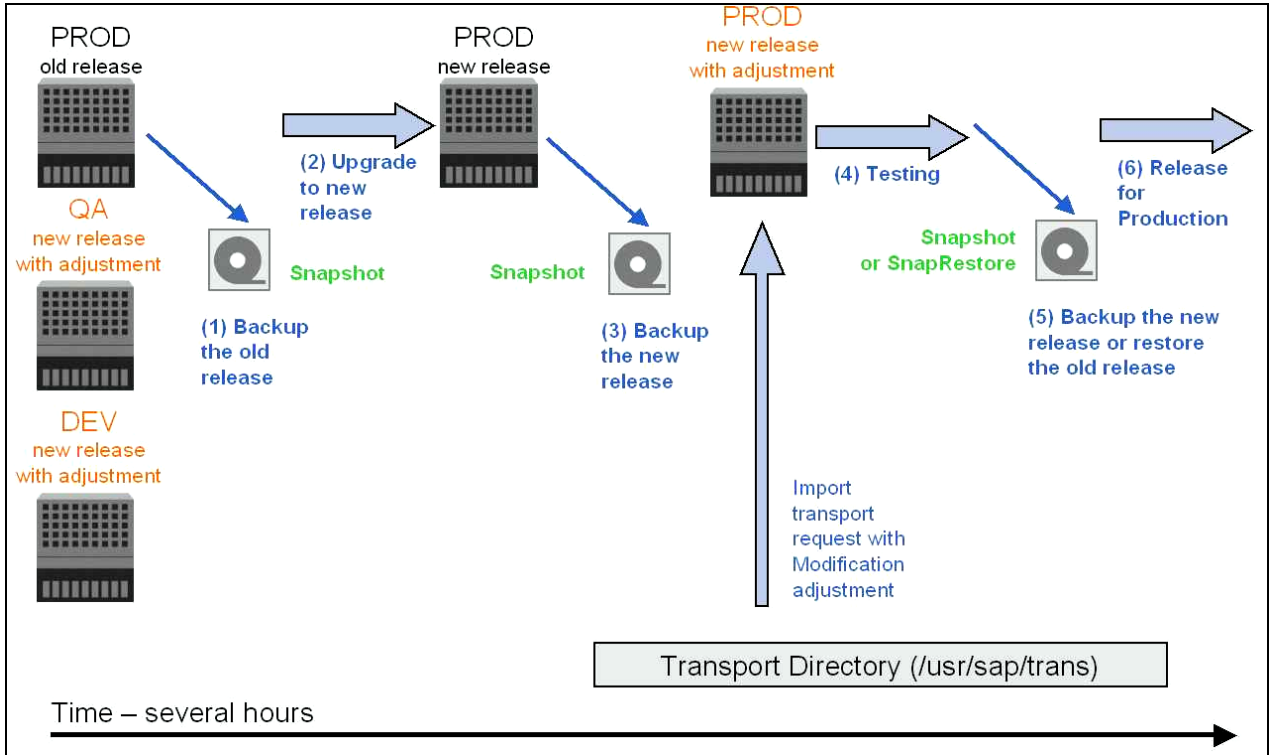 PROD
old release
QA
new release
with adjustment
DEV
new release
with adjustment
Snapshot
(1) Backup
the old
release
(2) Upgrade
to new
release
PROD
new release
Snapshot
(3) Backup
the new
release
PROD
new release
with adjustment
Import
transport
request with
Modification
adjustment
Transport Directory (/usr/sap/trans)
(4) Testing
Snapshot
or SnapRestore
(5) Backup the new
release or restore
the old release
(6) Release
for
Production
Time – several hours